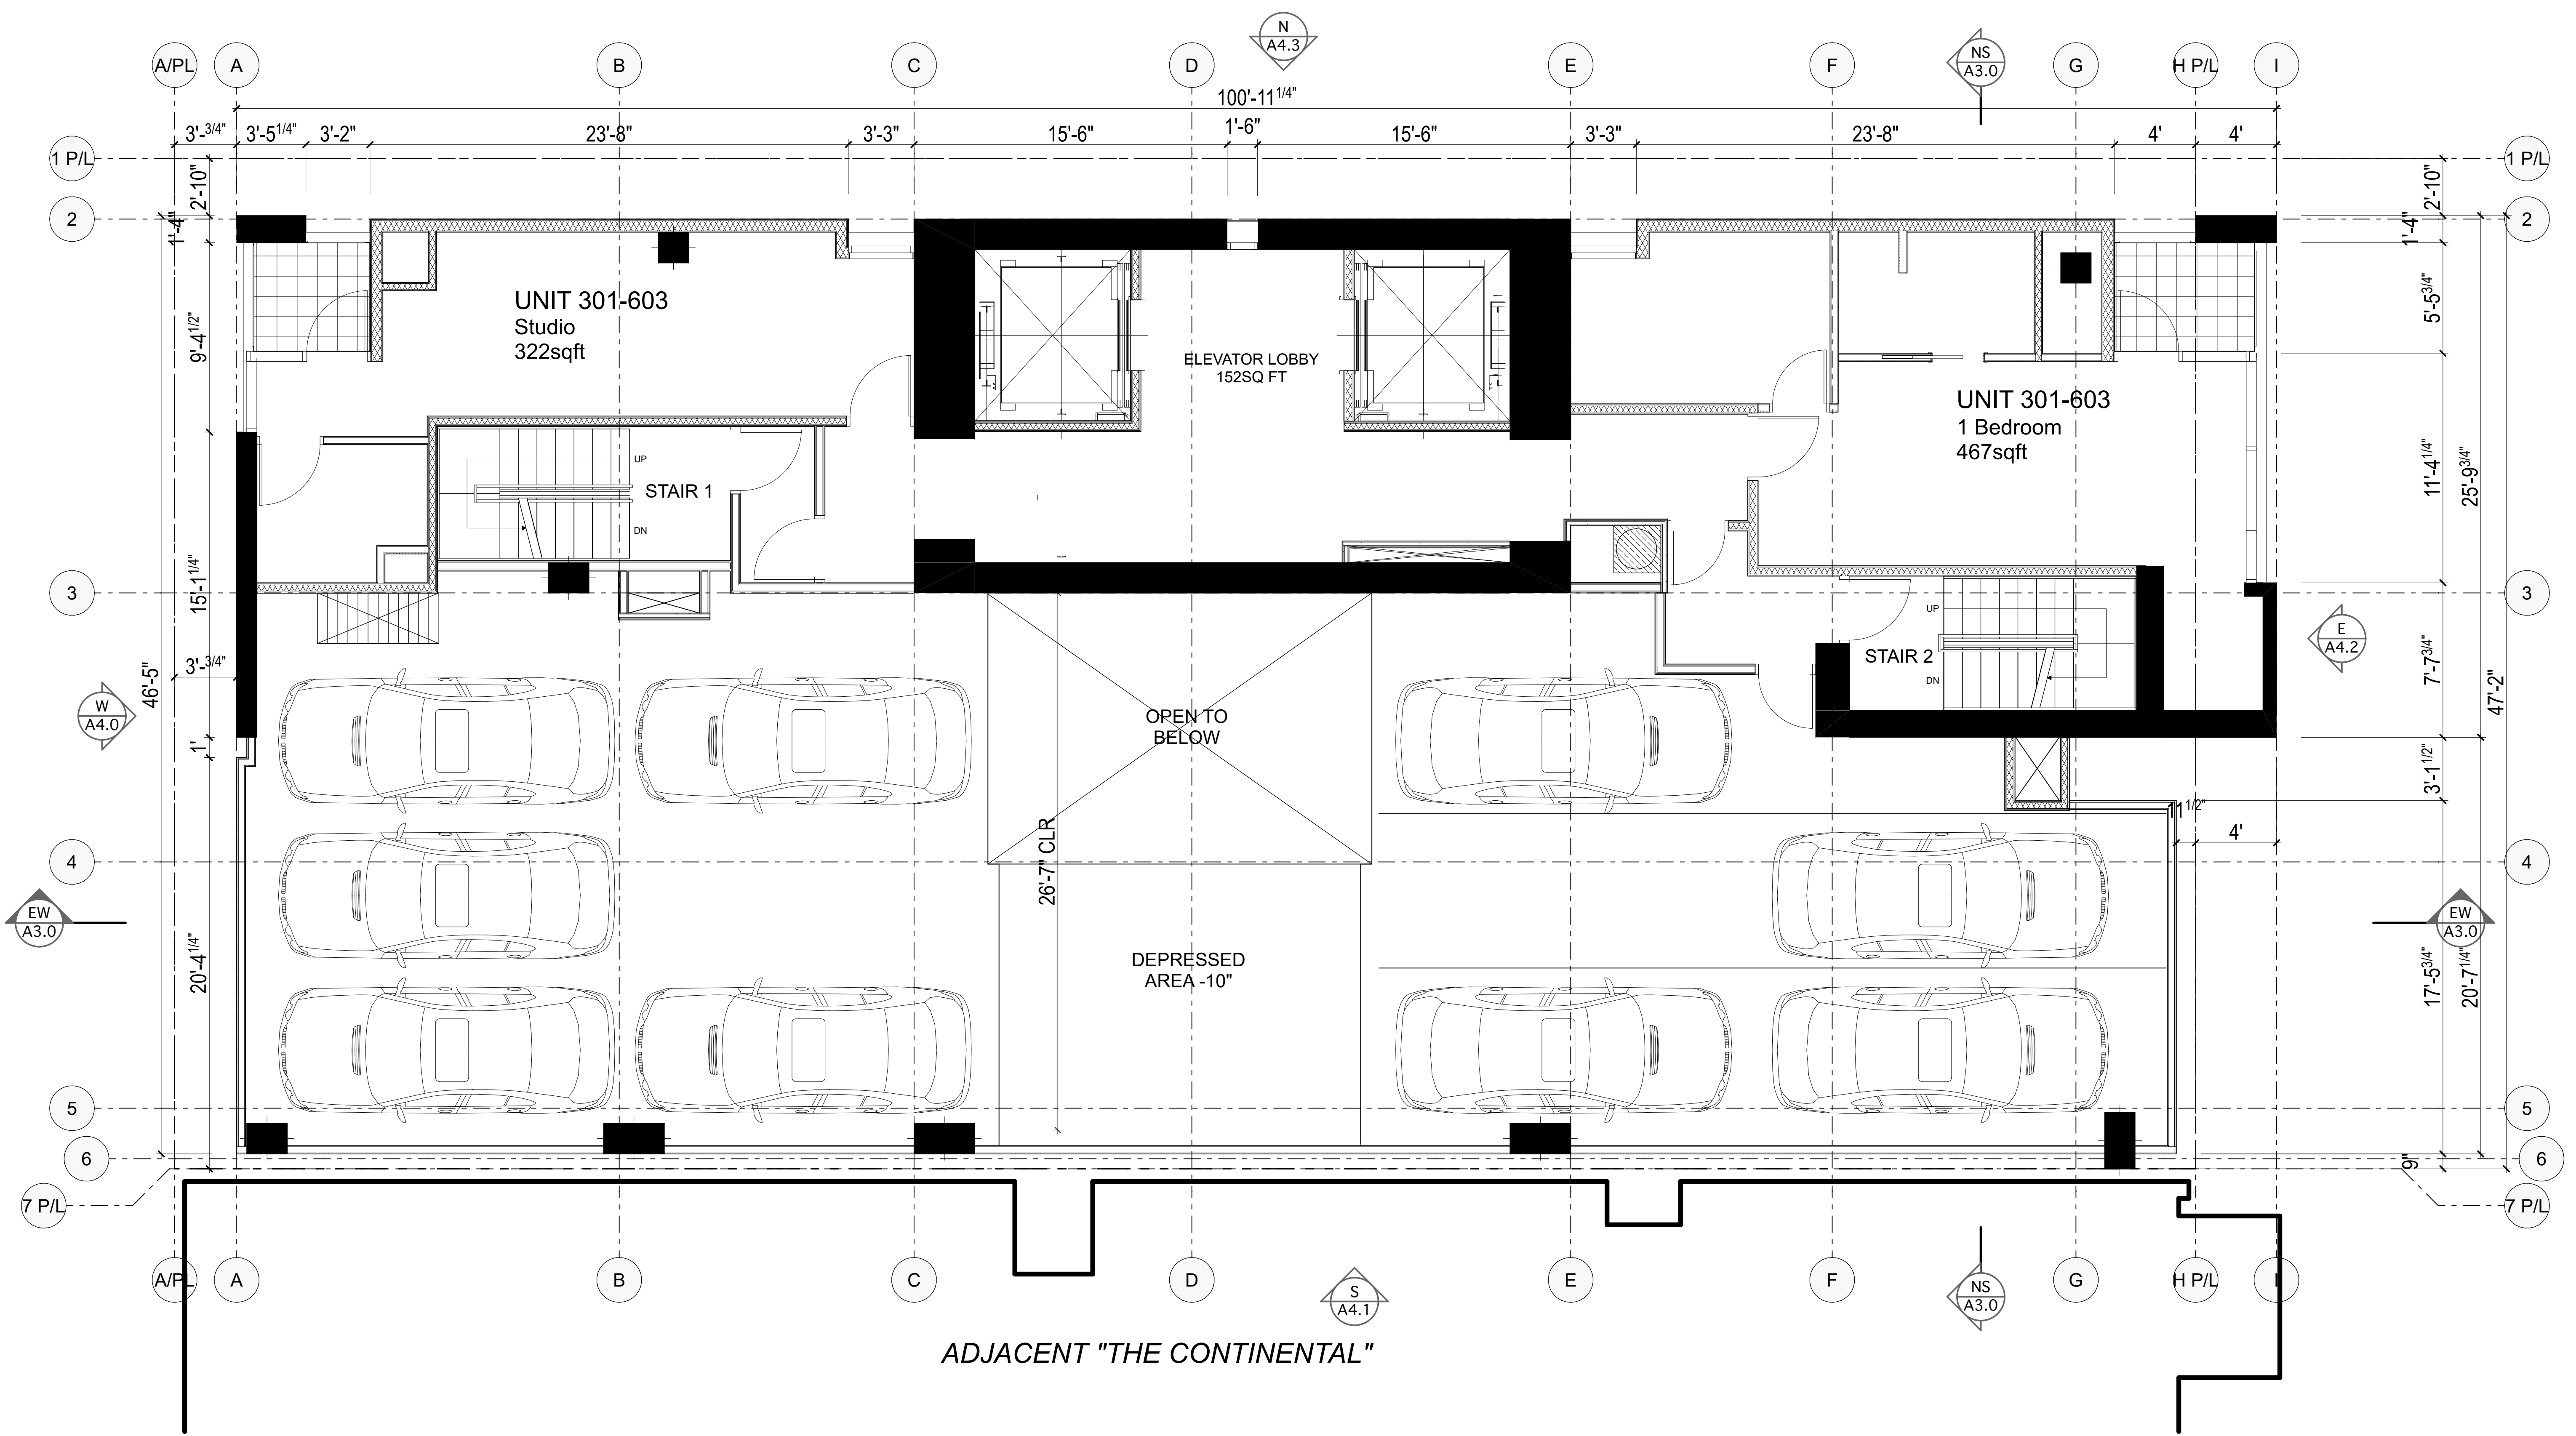 N
A4.3
NS
A3.0
A/PL
A
B
C
D
E
F
G
H P/L
I
100'-11 1/4"
3'-3/4"
3'-5 1/4"
3'-2"
23'-8"
3'-3"
15'-6"
1'-6"
15'-6"
3'-3"
23'-8"
4'
4'
1 P/L
1 P/L
2'-10"
2'-10"
2
2
1'-4"
1'-4"
UNIT 301-603
Studio
322sqft
9'-4 1/2"
5'-5 3/4"
ELEVATOR LOBBY
152SQ FT
UNIT 301-603
1 Bedroom
467sqft
11'-4 1/4"
25'-9 3/4"
UP
STAIR 1
DN
15'-1 1/4"
3
3
UP
STAIR 2
DN
E
A4.2
3'-3/4"
46'-5"
7'-7 3/4"
47'-2"
W
A4.0
1'
OPEN TO
BELOW
3'-1 1/2"
11 1/2"
4'
26'-7" CLR
4
4
EW
A3.0
EW
A3.0
20'-4 1/4"
DEPRESSED
AREA -10"
17'-5 3/4"
20'-7 1/4"
5
5
6
6
9"
7 P/L
7 P/L
A/PL
A
B
C
D
E
F
G
H P/L
I
S
A4.1
NS
A3.0
ADJACENT "THE CONTINENTAL"